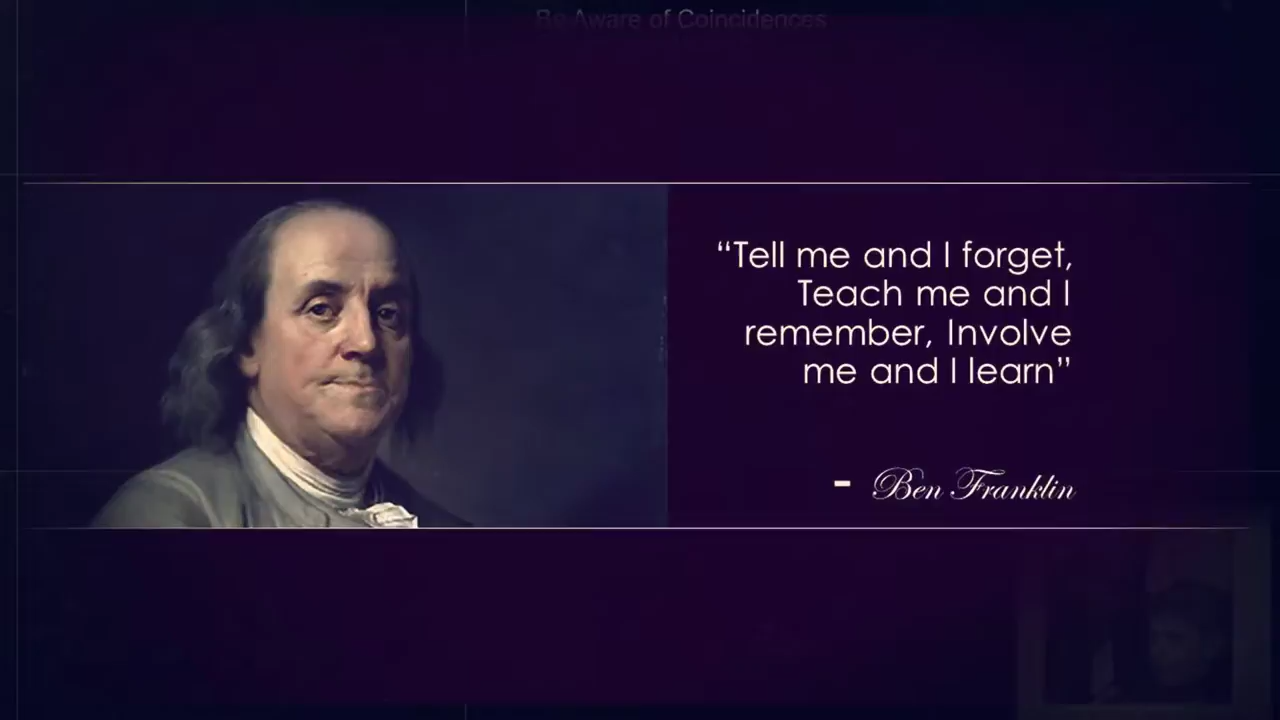 Be Aware of Coincidences
“Tell me and I forget,
Teach me and I
remember, Involve
me and I learn”
- Ben Franklin